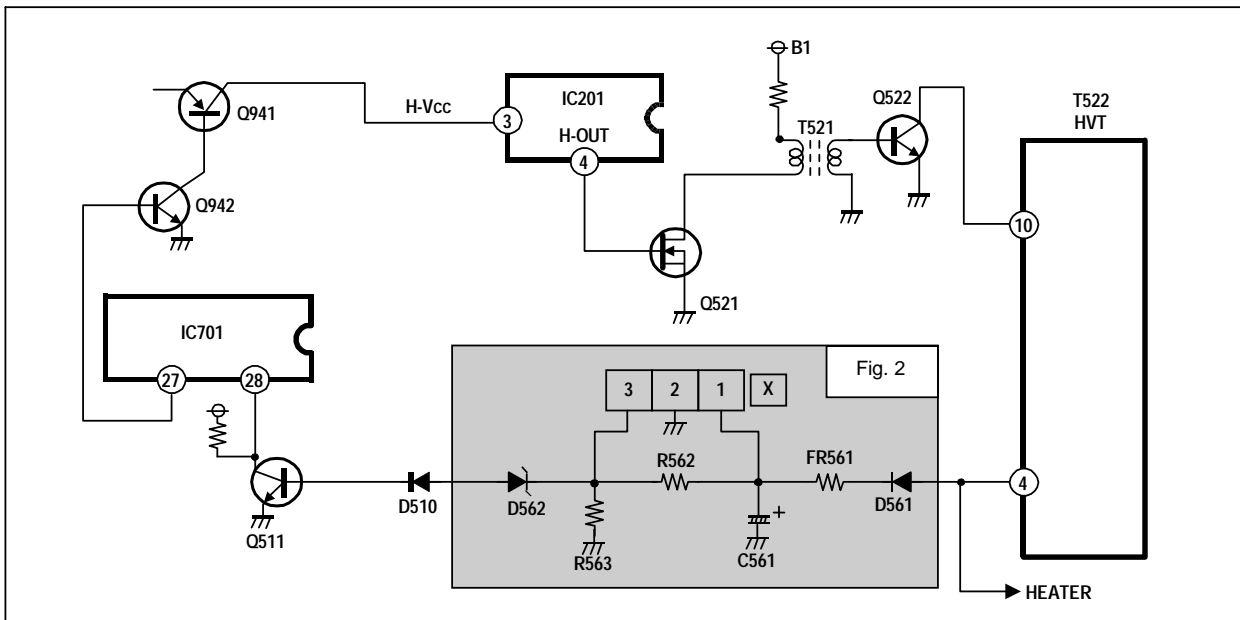 B1
IC201
Q522
T522
HVT
Q941
H-VCC
3
T521
H-OUT
4
Q942
10
Q521
IC701
27
28
Fig. 2
3
2
1
X
R562
FR561
4
D510
D562
D561
+
Q511
R563
C561
HEATER